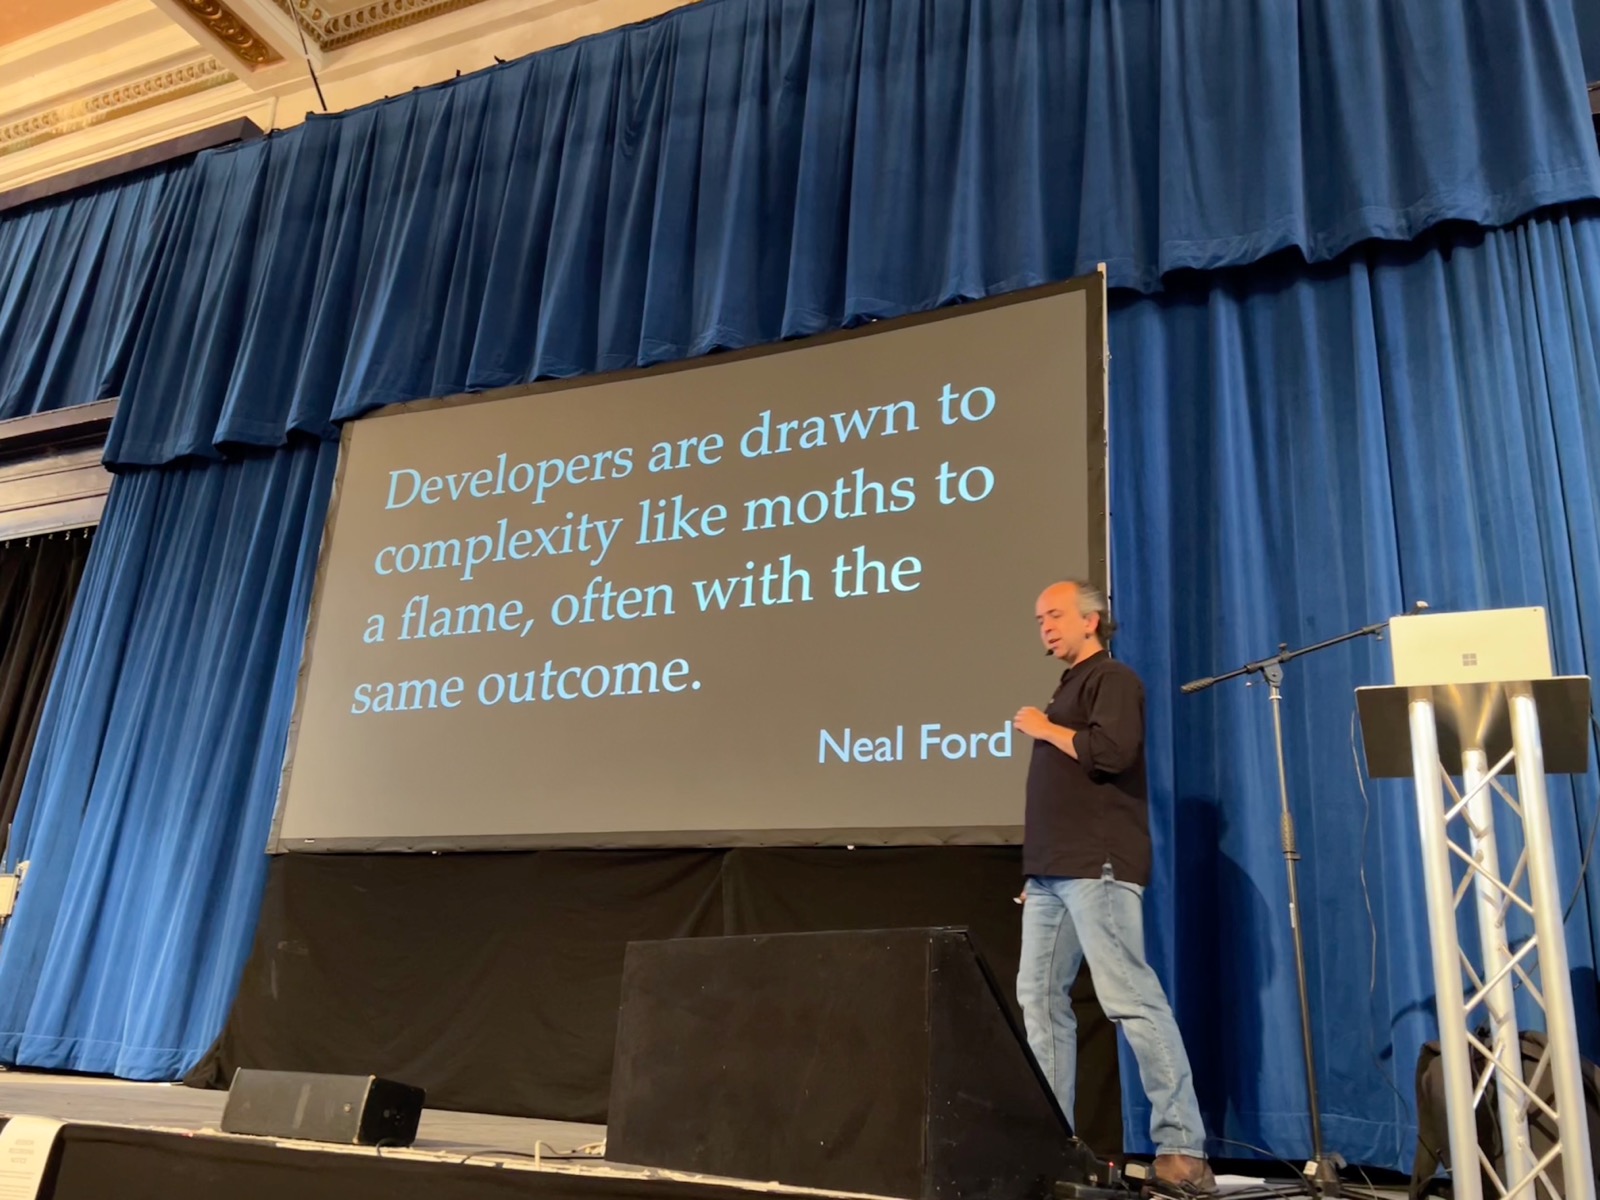 Developers are drawn to
complexity like moths to
a flame, often with the
same outcome.
Neal Ford